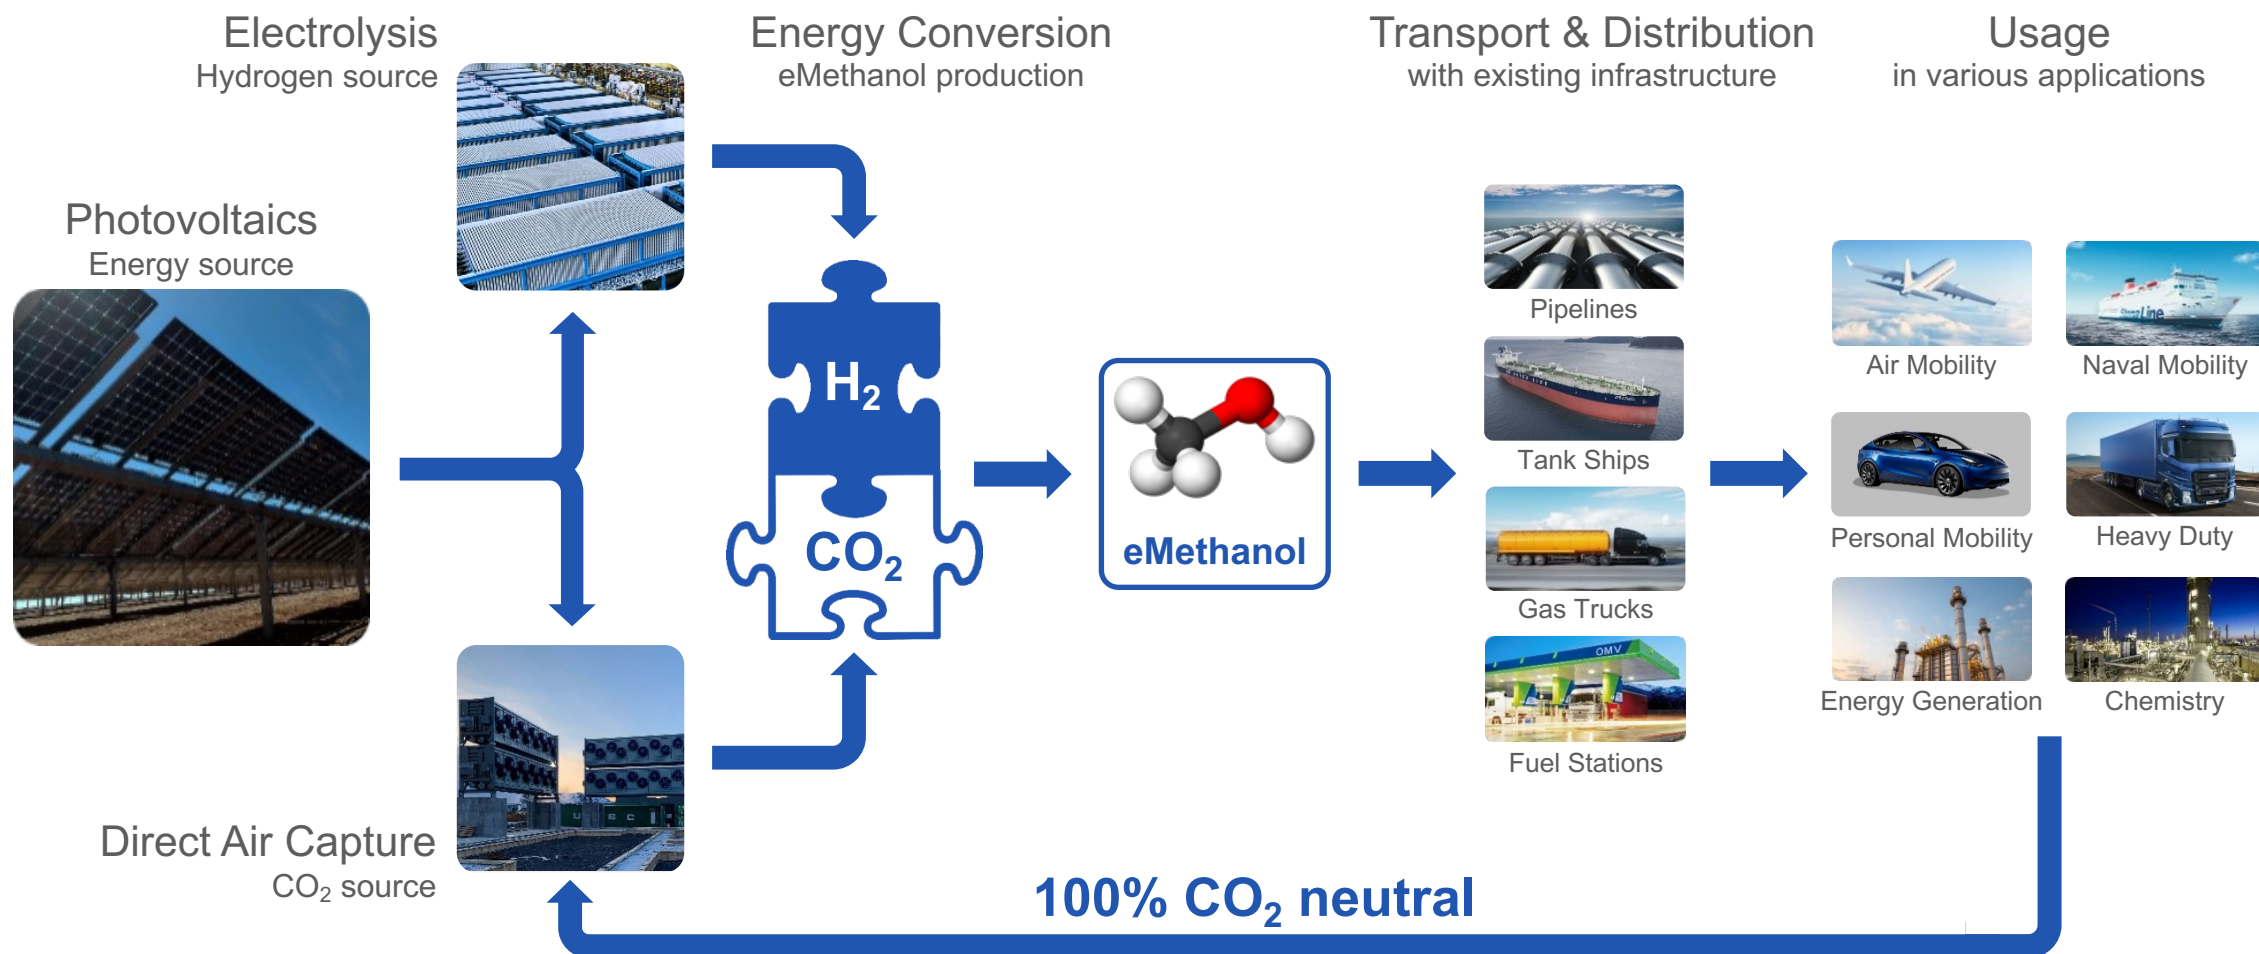 Electrolysis
Hydrogen source
Energy Conversion
eMethanol production
Transport & Distribution
with existing infrastructure
Usage
in various applications
Photovoltaics
Energy source
H₂
CO₂
eMethanol
Pipelines
Tank Ships
Gas Trucks
OMV
Fuel Stations
Air Mobility
Line
Naval Mobility
Personal Mobility
Heavy Duty
Energy Generation
Chemistry
Direct Air Capture
CO₂ source
100% CO₂ neutral